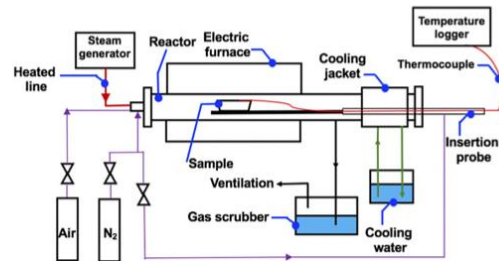 Steam
generator
Reactor
Electric
furnace
Cooling
jacket
Temperature
logger
Heated
line
Thermocouple
Sample
Insertion
probe
Ventilation
Gas scrubber
Cooling
water
Air
N₂